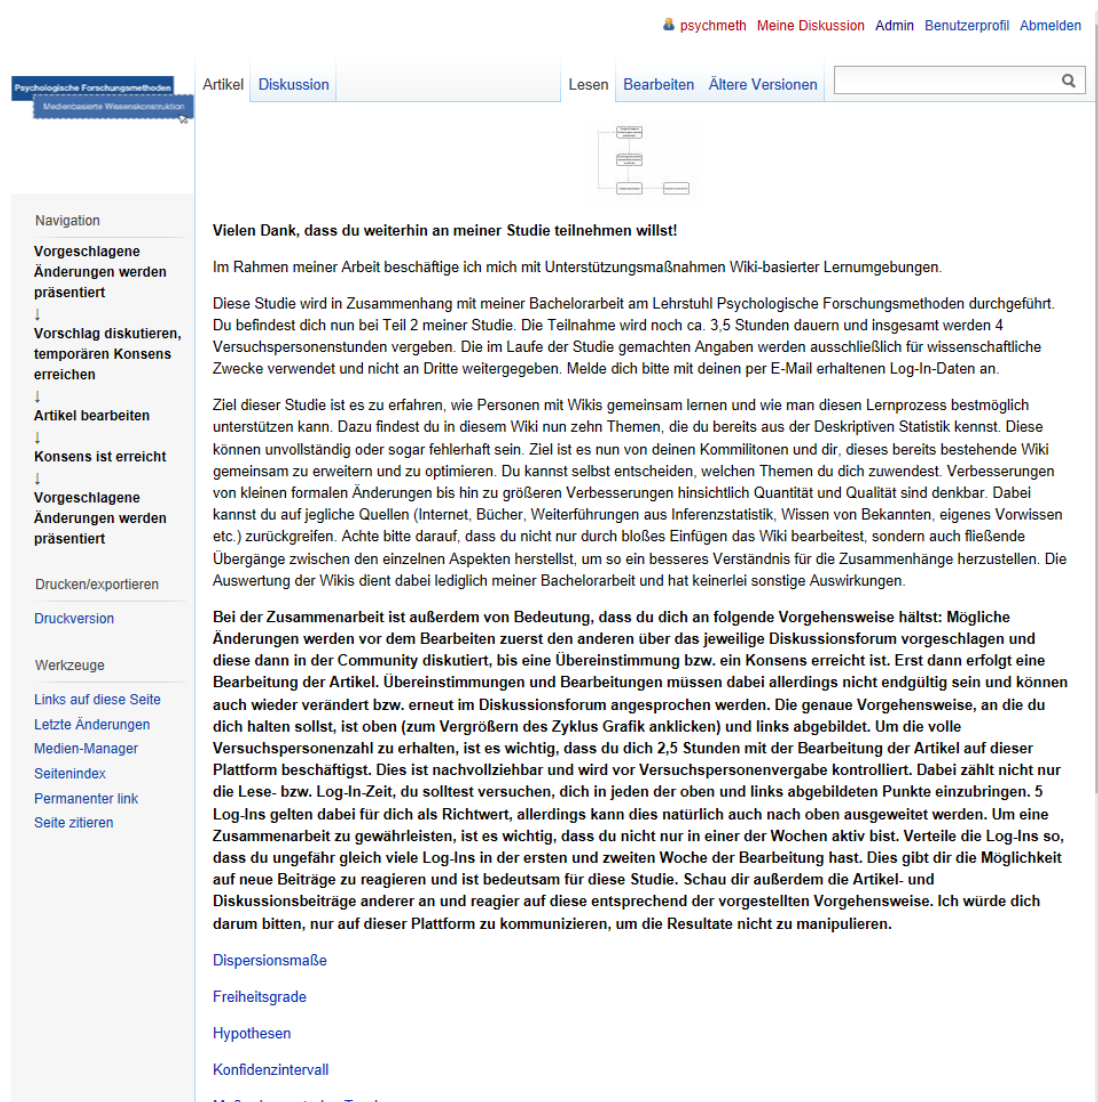 psychmeth Meine Diskussion Admin Benutzerprofil Abmelden
Psychologische Forschungsmethoden
Medienbasierte Wissenskonstruktion
Artikel Diskussion Lesen Bearbeiten Ältere Versionen
Navigation
Vorgeschlagene
Änderungen werden
präsentiert
↓
Vorschlag diskutieren,
temporären Konsens
erreichen
↓
Artikel bearbeiten
↓
Konsens ist erreicht
↓
Vorgeschlagene
Änderungen werden
präsentiert
Drucken/exportieren
Druckversion
Werkzeuge
Links auf diese Seite
Letzte Änderungen
Medien-Manager
Seitenindex
Permanenter link
Seite zitieren
Vielen Dank, dass du weiterhin an meiner Studie teilnehmen willst!
Im Rahmen meiner Arbeit beschäftige ich mich mit Unterstützungsmaßnahmen Wiki-basierter Lernumgebungen.
Diese Studie wird in Zusammenhang mit meiner Bachelorarbeit am Lehrstuhl Psychologische Forschungsmethoden durchgeführt.
Du befindest dich nun bei Teil 2 meiner Studie. Die Teilnahme wird noch ca. 3,5 Stunden dauern und insgesamt werden 4
Versuchspersonenstunden vergeben. Die im Laufe der Studie gemachten Angaben werden ausschließlich für wissenschaftliche
Zwecke verwendet und nicht an Dritte weitergegeben. Melde dich bitte mit deinen per E-Mail erhaltenen Log-In-Daten an.
Ziel dieser Studie ist es zu erfahren, wie Personen mit Wikis gemeinsam lernen und wie man diesen Lernprozess bestmöglich
unterstützen kann. Dazu findest du in diesem Wiki nun zehn Themen, die du bereits aus der Deskriptiven Statistik kennst. Diese
können unvollständig oder sogar fehlerhaft sein. Ziel ist es nun von deinen Kommilitonen und dir, dieses bereits bestehende Wiki
gemeinsam zu erweitern und zu optimieren. Du kannst selbst entscheiden, welchen Themen du dich zuwendest. Verbesserungen
von kleinen formalen Änderungen bis hin zu größeren Verbesserungen hinsichtlich Quantität und Qualität sind denkbar. Dabei
kannst du auf jegliche Quellen (Internet, Bücher, Weiterführungen aus Inferenzstatistik, Wissen von Bekannten, eigenes Vorwissen
etc.) zurückgreifen. Achte bitte darauf, dass du nicht nur durch bloßes Einfügen das Wiki bearbeitest, sondern auch fließende
Übergänge zwischen den einzelnen Aspekten herstellst, um so ein besseres Verständnis für die Zusammenhänge herzustellen. Die
Auswertung der Wikis dient dabei lediglich meiner Bachelorarbeit und hat keinerlei sonstige Auswirkungen.
Bei der Zusammenarbeit ist außerdem von Bedeutung, dass du dich an folgende Vorgehensweise hältst: Mögliche
Änderungen werden vor dem Bearbeiten zuerst den anderen über das jeweilige Diskussionsforum vorgeschlagen und
diese dann in der Community diskutiert, bis eine Übereinstimmung bzw. ein Konsens erreicht ist. Erst dann erfolgt eine
Bearbeitung der Artikel. Übereinstimmungen und Bearbeitungen müssen dabei allerdings nicht endgültig sein und können
auch wieder verändert bzw. erneut im Diskussionsforum angesprochen werden. Die genaue Vorgehensweise, an die du
dich halten sollst, ist oben (zum Vergrößern des Zyklus Grafik anklicken) und links abgebildet. Um die volle
Versuchspersonenzahl zu erhalten, ist es wichtig, dass du dich 2,5 Stunden mit der Bearbeitung der Artikel auf dieser
Plattform beschäftigst. Dies ist nachvollziehbar und wird vor Versuchspersonenvergabe kontrolliert. Dabei zählt nicht nur
die Lese- bzw. Log-In-Zeit, du solltest versuchen, dich in jeden der oben und links abgebildeten Punkte einzubringen. 5
Log-Ins gelten dabei für dich als Richtwert, allerdings kann dies natürlich auch nach oben ausgeweitet werden. Um eine
Zusammenarbeit zu gewährleisten, ist es wichtig, dass du nicht nur in einer der Wochen aktiv bist. Verteile die Log-Ins so,
dass du ungefähr gleich viele Log-Ins in der ersten und zweiten Woche der Bearbeitung hast. Dies gibt dir die Möglichkeit
auf neue Beiträge zu reagieren und ist bedeutsam für diese Studie. Schau dir außerdem die Artikel- und
Diskussionsbeiträge anderer an und reagier auf diese entsprechend der vorgestellten Vorgehensweise. Ich würde dich
darum bitten, nur auf dieser Plattform zu kommunizieren, um die Resultate nicht zu manipulieren.
Dispersionsmaße
Freiheitsgrade
Hypothesen
Konfidenzintervall